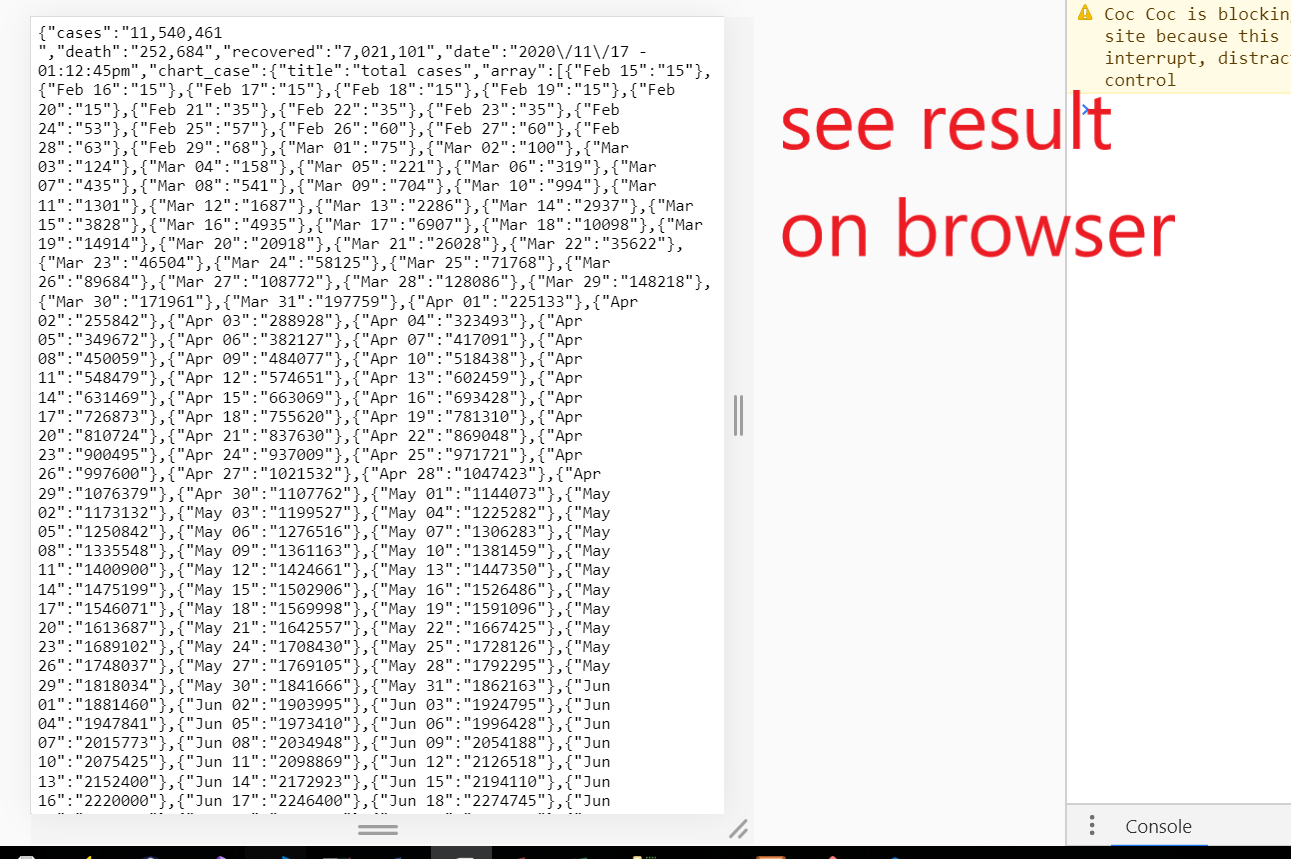 {"cases":"11,540,461
","death":"252,684","recovered":"7,021,101","date":"2020\/11\/17 -
01:12:45pm","chart_case":{"title":"total cases","array":[{"Feb 15":"15"},
{"Feb 16":"15"},{"Feb 17":"15"},{"Feb 18":"15"},{"Feb 19":"15"},{"Feb
20":"15"},{"Feb 21":"35"},{"Feb 22":"35"},{"Feb 23":"35"},{"Feb
24":"53"},{"Feb 25":"57"},{"Feb 26":"60"},{"Feb 27":"60"},{"Feb
28":"63"},{"Feb 29":"68"},{"Mar 01":"75"},{"Mar 02":"100"},{"Mar
03":"124"},{"Mar 04":"158"},{"Mar 05":"221"},{"Mar 06":"319"},{"Mar
07":"435"},{"Mar 08":"541"},{"Mar 09":"704"},{"Mar 10":"994"},{"Mar
11":"1301"},{"Mar 12":"1687"},{"Mar 13":"2286"},{"Mar 14":"2937"},{"Mar
15":"3828"},{"Mar 16":"4935"},{"Mar 17":"6907"},{"Mar 18":"10098"},{"Mar
19":"14914"},{"Mar 20":"20918"},{"Mar 21":"26028"},{"Mar 22":"35622"},
{"Mar 23":"46504"},{"Mar 24":"58125"},{"Mar 25":"71768"},{"Mar
26":"89684"},{"Mar 27":"108772"},{"Mar 28":"128086"},{"Mar 29":"148218"},
{"Mar 30":"171961"},{"Mar 31":"197759"},{"Apr 01":"225133"},{"Apr
02":"255842"},{"Apr 03":"288928"},{"Apr 04":"323493"},{"Apr
05":"349672"},{"Apr 06":"382127"},{"Apr 07":"417091"},{"Apr
08":"450059"},{"Apr 09":"484077"},{"Apr 10":"518438"},{"Apr
11":"548479"},{"Apr 12":"574651"},{"Apr 13":"602459"},{"Apr
14":"631469"},{"Apr 15":"663069"},{"Apr 16":"693428"},{"Apr
17":"726873"},{"Apr 18":"755620"},{"Apr 19":"781310"},{"Apr
20":"810724"},{"Apr 21":"837630"},{"Apr 22":"869048"},{"Apr
23":"900495"},{"Apr 24":"937009"},{"Apr 25":"971721"},{"Apr
26":"997600"},{"Apr 27":"1021532"},{"Apr 28":"1047423"},{"Apr
29":"1076379"},{"Apr 30":"1107762"},{"May 01":"1144073"},{"May
02":"1173132"},{"May 03":"1199527"},{"May 04":"1225282"},{"May
05":"1250842"},{"May 06":"1276516"},{"May 07":"1306283"},{"May
08":"1335548"},{"May 09":"1361163"},{"May 10":"1381459"},{"May
11":"1400900"},{"May 12":"1424661"},{"May 13":"1447350"},{"May
14":"1475199"},{"May 15":"1502906"},{"May 16":"1526486"},{"May
17":"1546071"},{"May 18":"1569998"},{"May 19":"1591096"},{"May
20":"1613687"},{"May 21":"1642557"},{"May 22":"1667425"},{"May
23":"1689102"},{"May 24":"1708430"},{"May 25":"1728126"},{"May
26":"1748037"},{"May 27":"1769105"},{"May 28":"1792295"},{"May
29":"1818034"},{"May 30":"1841666"},{"May 31":"1862163"},{"Jun
01":"1881460"},{"Jun 02":"1903995"},{"Jun 03":"1924795"},{"Jun
04":"1947841"},{"Jun 05":"1973410"},{"Jun 06":"1996428"},{"Jun
07":"2015773"},{"Jun 08":"2034948"},{"Jun 09":"2054188"},{"Jun
10":"2075425"},{"Jun 11":"2098869"},{"Jun 12":"2126518"},{"Jun
13":"2152400"},{"Jun 14":"2172923"},{"Jun 15":"2194110"},{"Jun
16":"2220000"},{"Jun 17":"2246400"},{"Jun 18":"2274745"},{"Jun
see result
on browser
Coc Coc is blockin
site because this
interrupt, distrac
control
Console